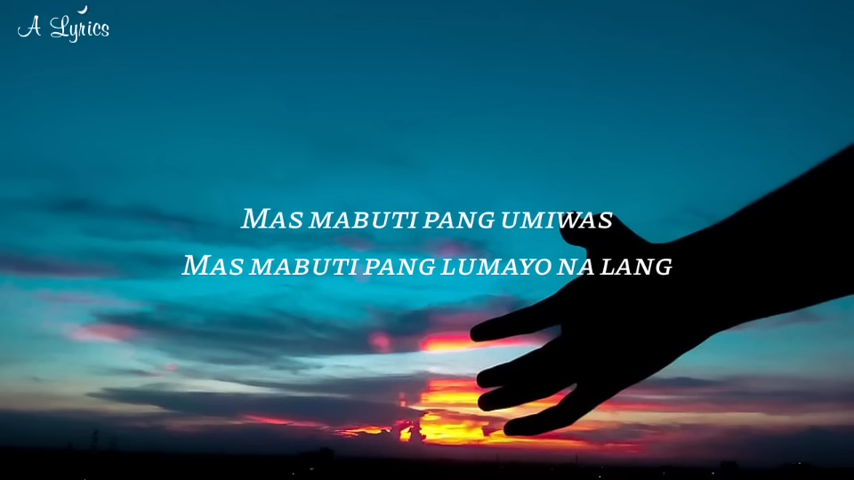 A Lyrics
MAS MABUTI PANG UMIWAS
MAS MABUTI PANG LUMAYO NA LANG